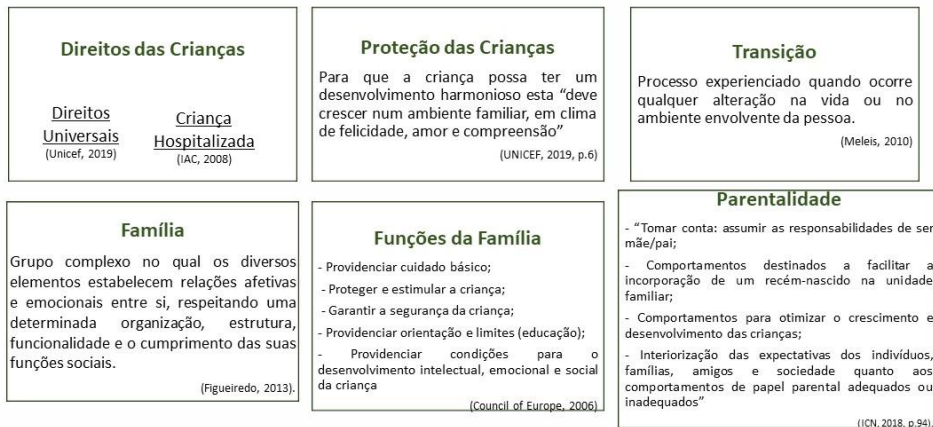 Direitos das Crianças
Direitos
Universais
(Unicef, 2019)
Criança
Hospitalizada
(IAC, 2008)
Proteção das Crianças
Para que a criança possa ter um
desenvolvimento harmonioso esta “deve
crescer num ambiente familiar, em clima
de felicidade, amor e compreensão”
(UNICEF, 2019, p.6)
Transição
Processo experienciado quando ocorre
qualquer alteração na vida ou no
ambiente envolvente da pessoa.
(Meleis, 2010)
Família
Grupo complexo no qual os diversos
elementos estabelecem relações afetivas
e emocionais entre si, respeitando uma
determinada organização, estrutura,
funcionalidade e o cumprimento das suas
funções sociais.
(Figueiredo, 2013).
Funções da Família
- Providenciar cuidado básico;
- Proteger e estimular a criança;
- Garantir a segurança da criança;
- Providenciar orientação e limites (educação);
- Providenciar condições para o
desenvolvimento intelectual, emocional e social
da criança
(Council of Europe, 2006)
Parentalidade
- “Tomar conta: assumir as responsabilidades de ser
mãe/pai;
- Comportamentos destinados a facilitar a
incorporação de um recém-nascido na unidade
familiar;
- Comportamentos para otimizar o crescimento e
desenvolvimento das crianças;
- Interiorização das expectativas dos indivíduos,
famílias, amigos e sociedade quanto aos
comportamentos de papel parental adequados ou
inadequados”
(ICN, 2018, p.94).